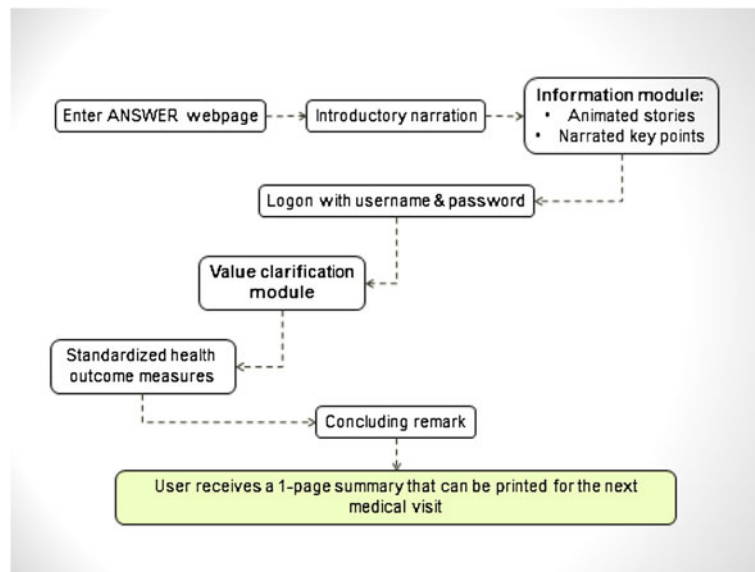 Enter ANSWER webpage
Introductory narration
Information module:
• Animated stories
• Narrated key points
Logon with username & password
Value clarification
module
Standardized health
outcome measures
Concluding remark
User receives a 1-page summary that can be printed for the next
medical visit